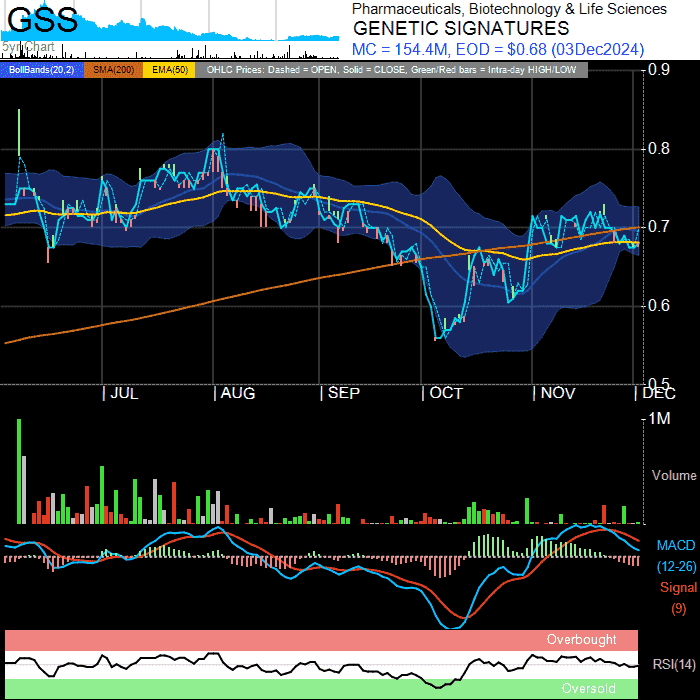 GSS
5yr Chart
Pharmaceuticals, Biotechnology & Life Sciences
GENETIC SIGNATURES
MC = 154.4M, EOD = $0.68 (03Dec2024)
BollBands(20,2) SMA(200) EMA(50) OHLC Prices: Dashed = OPEN, Solid = CLOSE, Green/Red bars = Intra-day HIGH/LOW
0.9
0.8
0.7
0.6
0.5
| JUL | AUG | SEP | OCT | NOV | DEC
1M
Volume
MACD
(12-26)
Signal
(9)
Overbought
RSI(14)
Oversold